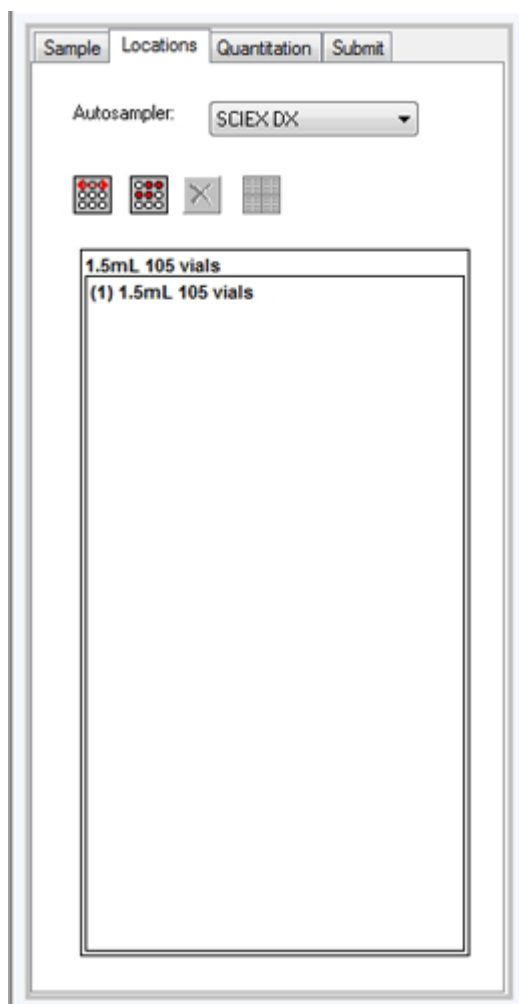 Sample Locations Quantitation Submit
Autosampler: SCIEX DX
1.5mL 105 vials
(1) 1.5mL 105 vials